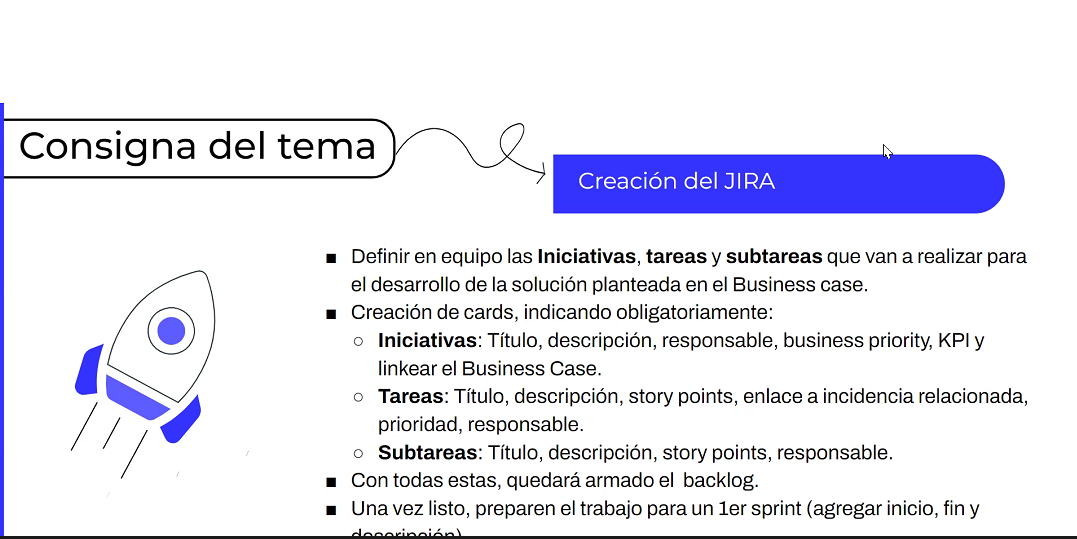 Consigna del tema
Creación del JIRA
■ Definir en equipo las Iniciativas, tareas y subtareas que van a realizar para
el desarrollo de la solución planteada en el Business case.
■ Creación de cards, indicando obligatoriamente:
○ Iniciativas: Título, descripción, responsable, business priority, KPI y
linkear el Business Case.
○ Tareas: Título, descripción, story points, enlace a incidencia relacionada,
prioridad, responsable.
○ Subtareas: Título, descripción, story points, responsable.
■ Con todas estas, quedará armado el  backlog.
■ Una vez listo, preparen el trabajo para un 1er sprint (agregar inicio, fin y
descripción)